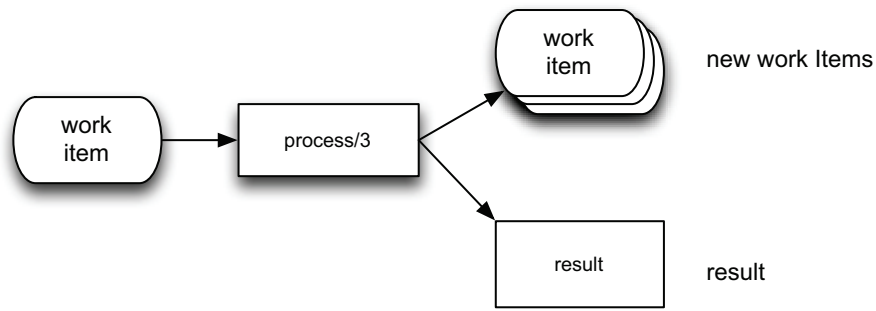 work
item
process/3
work
item
new work Items
result
result